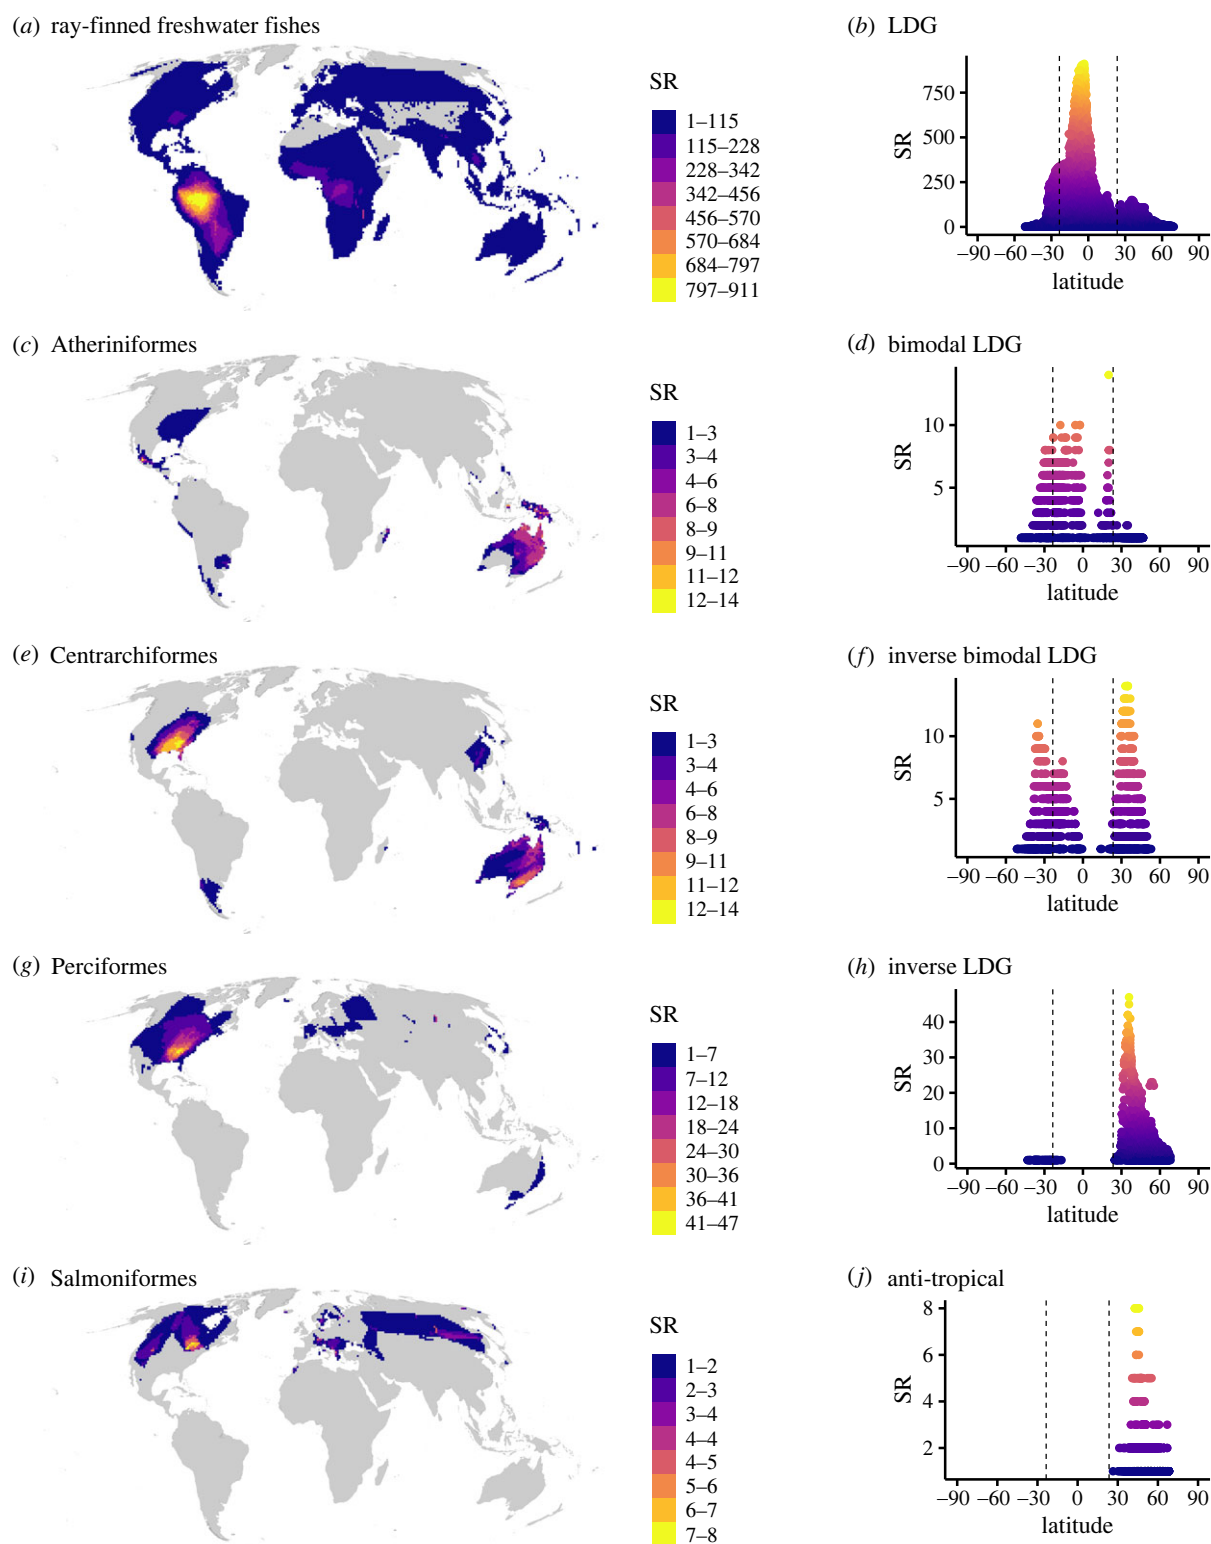 (a) ray-finned freshwater fishes
SR
1–115
115–228
228–342
342–456
456–570
570–684
684–797
797–911
(b) LDG
SR
750
500
250
0
−90 −60 −30 0 30 60 90
latitude
(c) Atheriniformes
SR
1–3
3–4
4–6
6–8
8–9
9–11
11–12
12–14
(d) bimodal LDG
SR
10
5
−90 −60 −30 0 30 60 90
latitude
(e) Centrarchiformes
SR
1–3
3–4
4–6
6–8
8–9
9–11
11–12
12–14
(f) inverse bimodal LDG
SR
10
5
−90 −60 −30 0 30 60 90
latitude
(g) Perciformes
SR
1–7
7–12
12–18
18–24
24–30
30–36
36–41
41–47
(h) inverse LDG
SR
40
30
20
10
0
−90 −60 −30 0 30 60 90
latitude
(i) Salmoniformes
SR
1–2
2–3
3–4
4–4
4–5
5–6
6–7
7–8
(j) anti-tropical
SR
8
6
4
2
−90 −60 −30 0 30 60 90
latitude